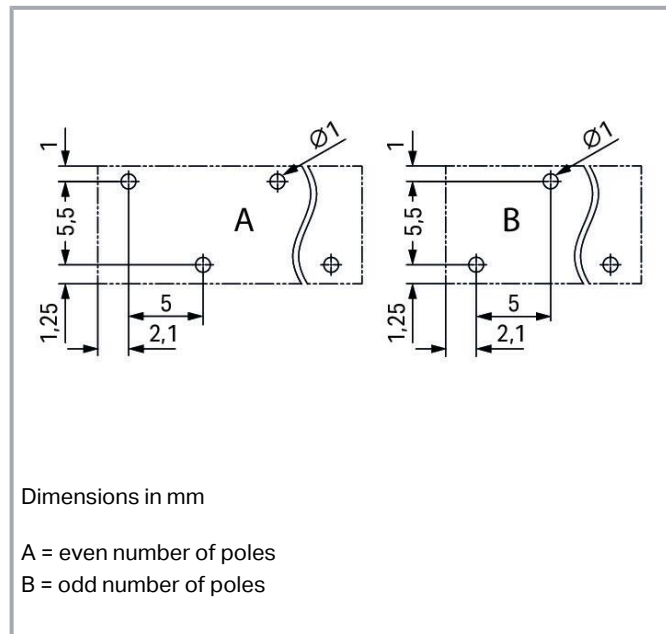 1
5,5
1,25
Ø1
A
5
2,1
1
5,5
1,25
Ø1
B
5
2,1
Dimensions in mm
A = even number of poles
B = odd number of poles